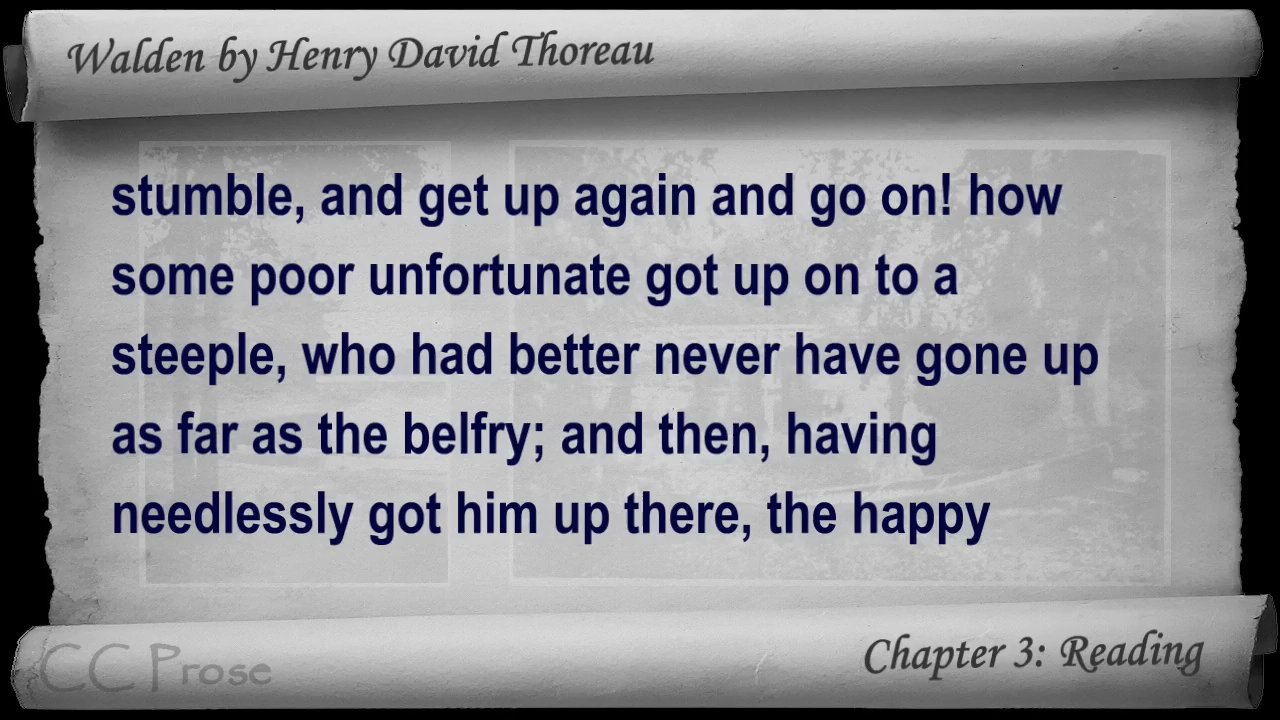 Walden by Henry David Thoreau
stumble, and get up again and go on! how
some poor unfortunate got up on to a
steeple, who had better never have gone up
as far as the belfry; and then, having
needlessly got him up there, the happy
CC Prose
Chapter 3: Reading